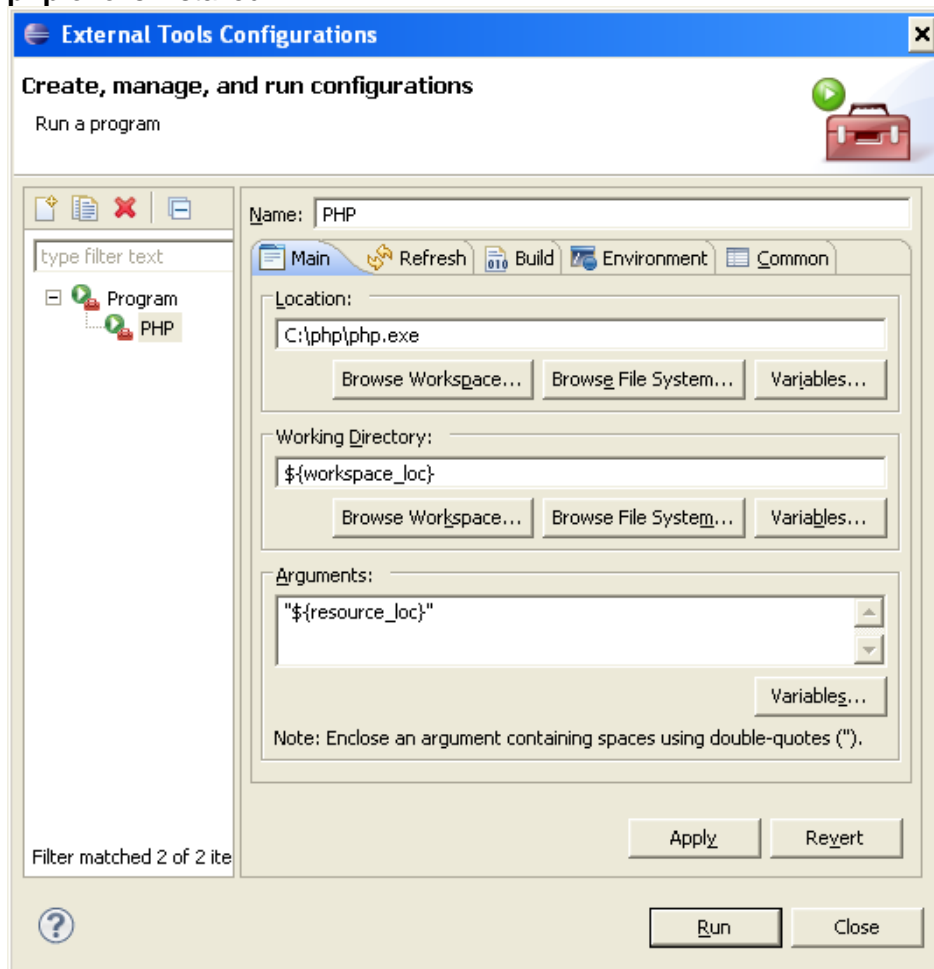 External Tools Configurations
Create, manage, and run configurations
Run a program
Name: PHP
type filter text
Main Refresh Build Environment Common
Program
PHP
Location:
C:\php\php.exe
Browse Workspace... Browse File System... Variables...
Working Directory:
${workspace_loc}
Browse Workspace... Browse File System... Variables...
Arguments:
"${resource_loc}"
Variables...
Note: Enclose an argument containing spaces using double-quotes (").
Apply Revert
Filter matched 2 of 2 ite
Run Close